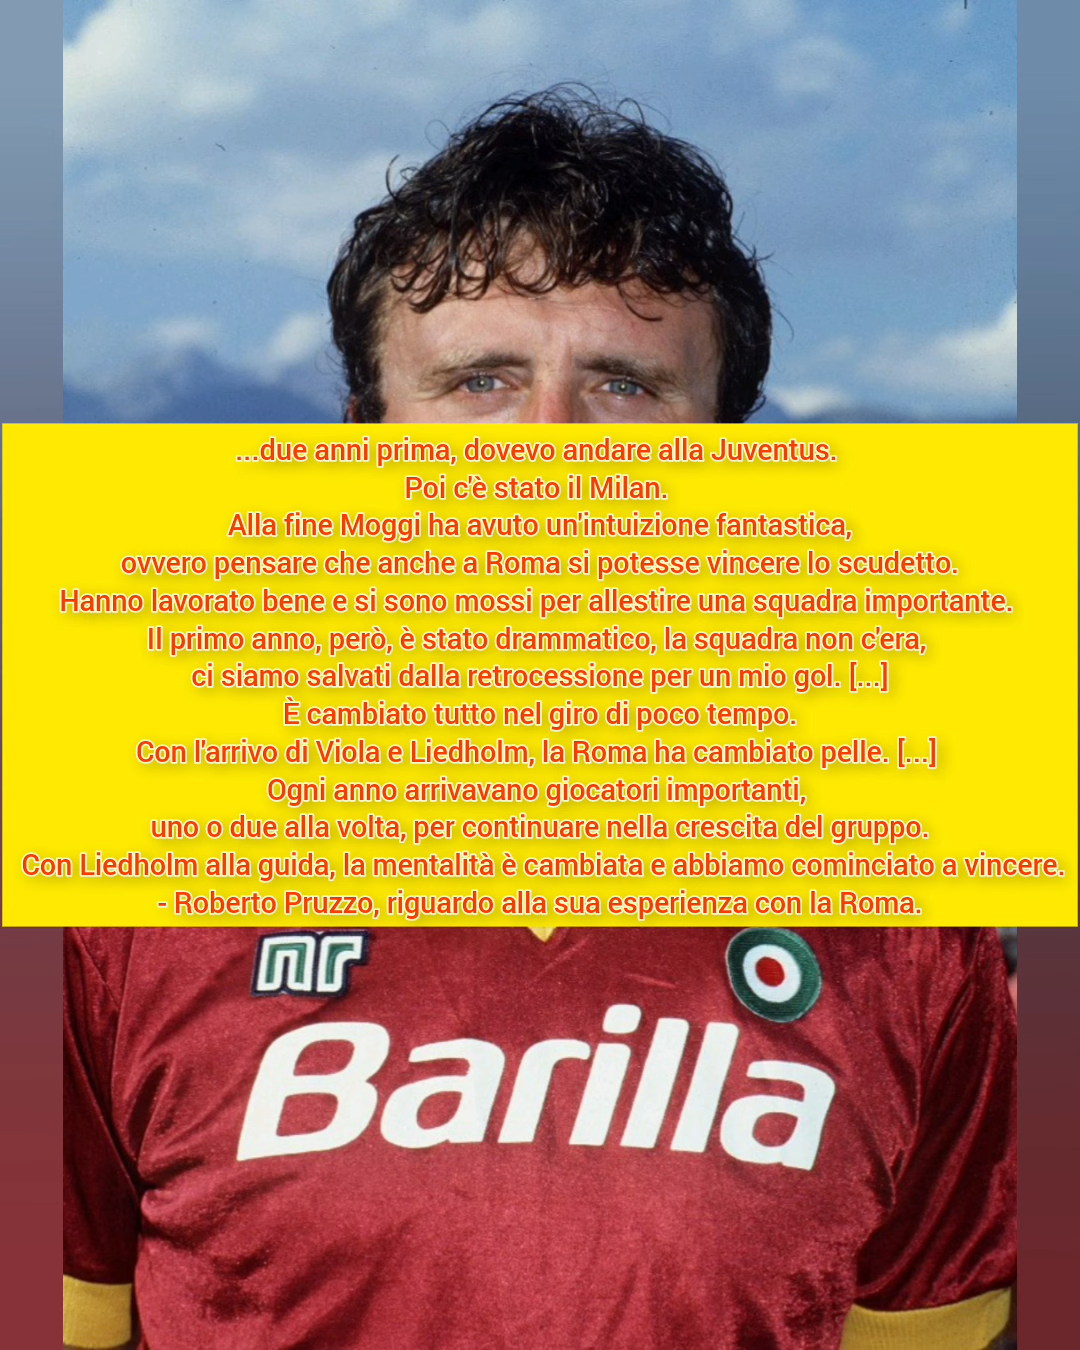 ...due anni prima, dovevo andare alla Juventus.
Poi c'è stato il Milan.
Alla fine Moggi ha avuto un'intuizione fantastica,
ovvero pensare che anche a Roma si potesse vincere lo scudetto.
Hanno lavorato bene e si sono mossi per allestire una squadra importante.
Il primo anno, però, è stato drammatico, la squadra non c'era,
ci siamo salvati dalla retrocessione per un mio gol. [...]
È cambiato tutto nel giro di poco tempo.
Con l'arrivo di Viola e Liedholm, la Roma ha cambiato pelle. [...]
Ogni anno arrivavano giocatori importanti,
uno o due alla volta, per continuare nella crescita del gruppo.
Con Liedholm alla guida, la mentalità è cambiata e abbiamo cominciato a vincere.
- Roberto Pruzzo, riguardo alla sua esperienza con la Roma.
nr
Barilla